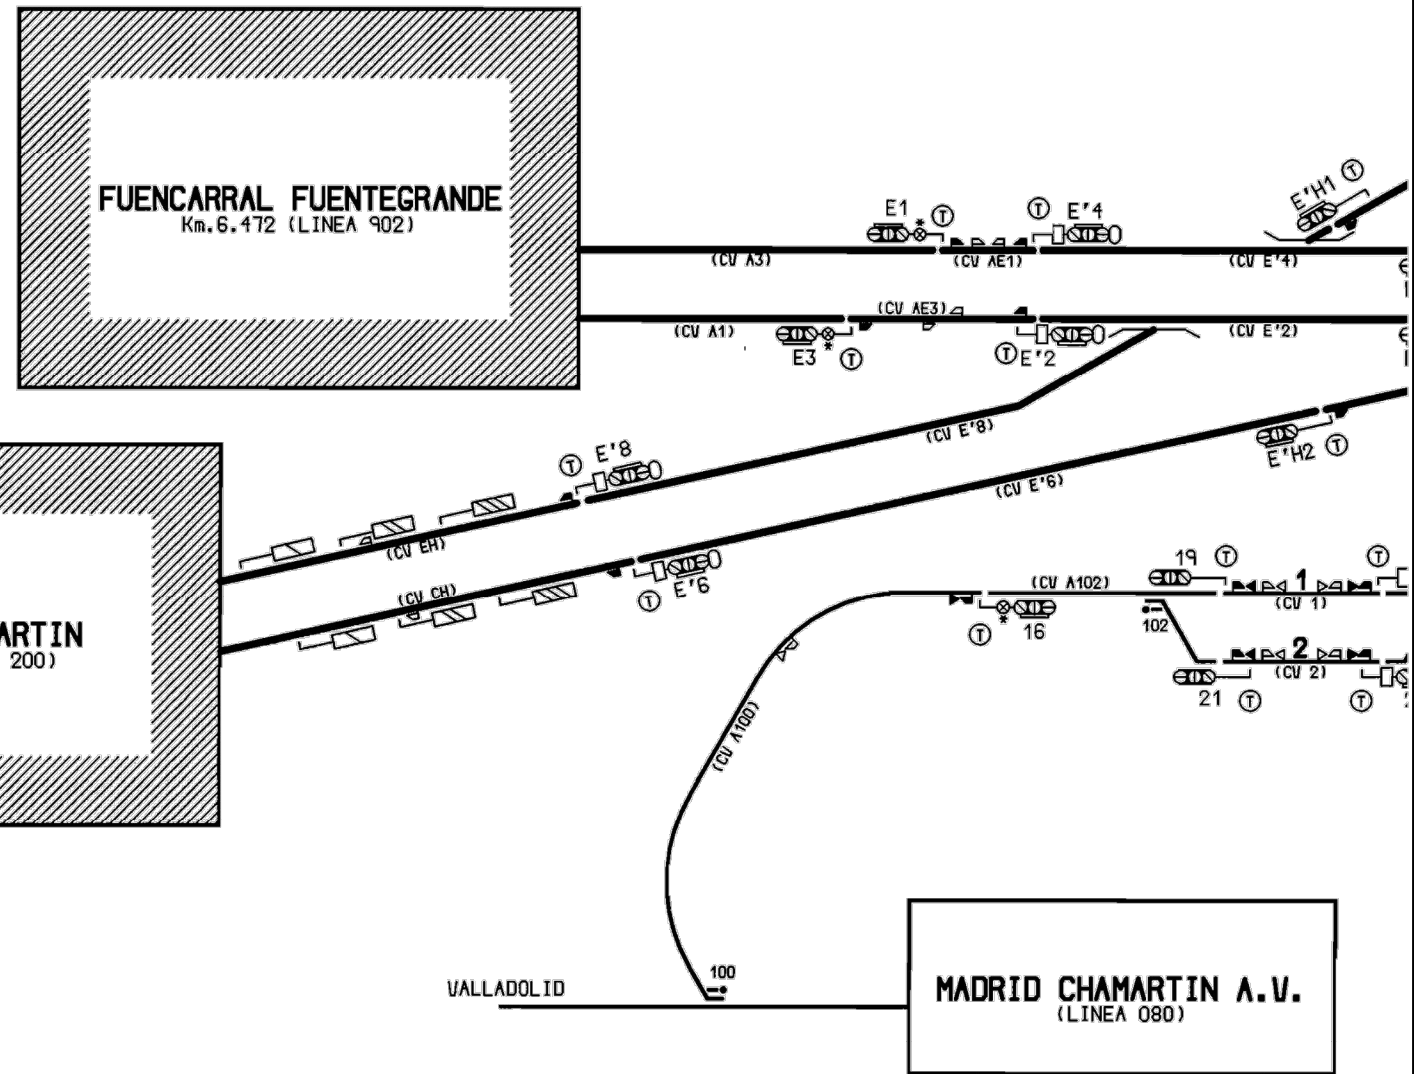 FUENCARRAL FUENTEGRANDE
Km.6.472 (LINEA 902)
E'H1 T
E1 T
T E'4
(CV A3)
(CV AE1)
(CV E'4)
(CV AE3)
(CV A1)
(CV E'2)
E3 T
T E'2
(CV E'8)
T E'8
E'H2 T
(CV E'6)
(CV EH)
(CV CH)
T E'6
ARTIN
200)
19 T
T
(CV A102)
1
(CV 1)
16
T
102
2
(CV 2)
21 T
T
(CV A100)
100
VALLADOLID
MADRID CHAMARTIN A.V.
(LINEA 080)